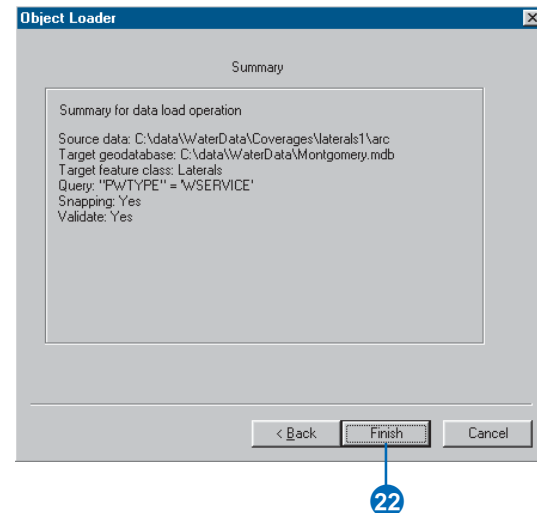 Object Loader
Summary
Summary for data load operation
Source data: C:\data\WaterData\Coverages\laterals1\arc
Target geodatabase: C:\data\WaterData\Montgomery.mdb
Target feature class: Laterals
Query: "PWTYPE" = 'WSERVICE'
Snapping: Yes
Validate: Yes
< Back Finish Cancel
22